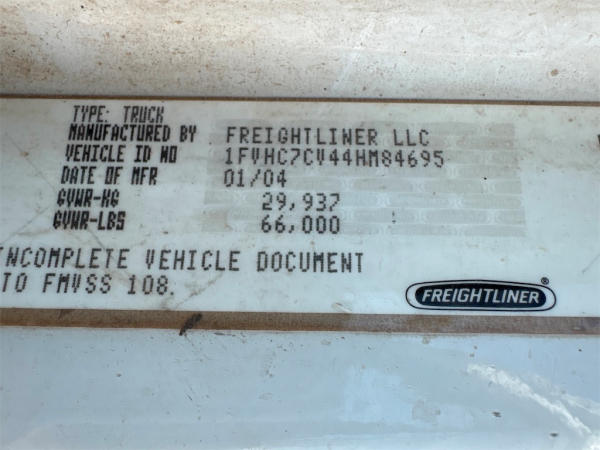 TYPE: TRUCK
MANUFACTURED BY FREIGHTLINER LLC
VEHICLE ID NO 1FVHC7CV44HM84695
DATE OF MFR 01/04
GVWR-KG 29,937
GVWR-LBS 66,000
INCOMPLETE VEHICLE DOCUMENT
TO FMVSS 108.
FREIGHTLINER®